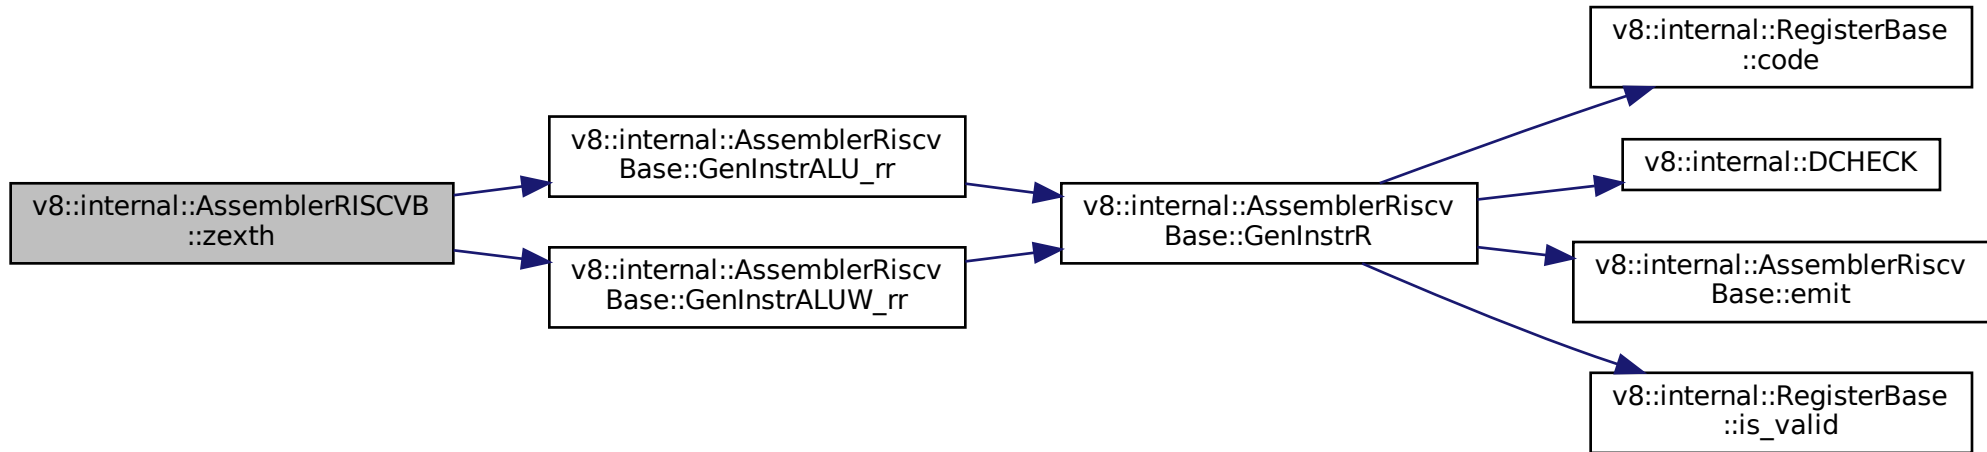 v8::internal::AssemblerRISCVB
::zexth
v8::internal::AssemblerRiscv
Base::GenInstrALU_rr
v8::internal::AssemblerRiscv
Base::GenInstrALUW_rr
v8::internal::AssemblerRiscv
Base::GenInstrR
v8::internal::RegisterBase
::code
v8::internal::DCHECK
v8::internal::AssemblerRiscv
Base::emit
v8::internal::RegisterBase
::is_valid